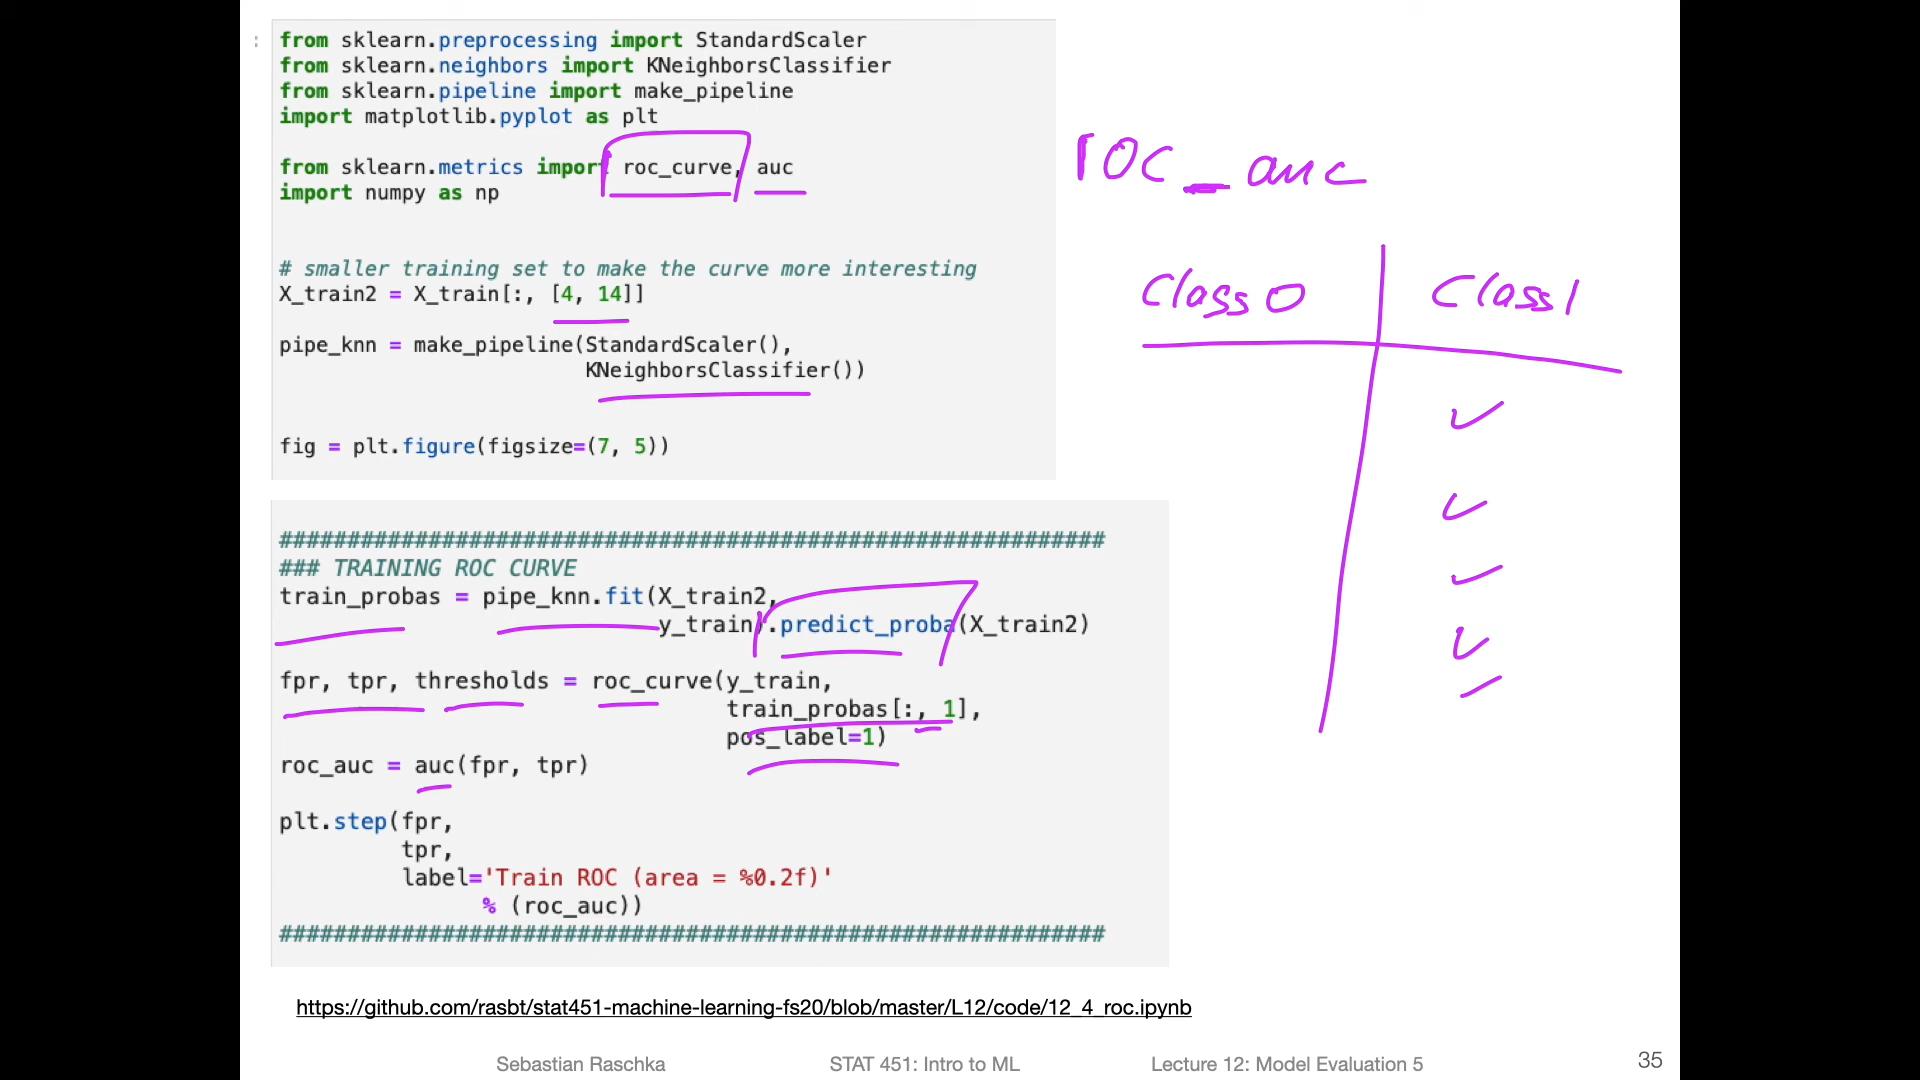 from sklearn.preprocessing import StandardScaler
from sklearn.neighbors import KNeighborsClassifier
from sklearn.pipeline import make_pipeline
import matplotlib.pyplot as plt
from sklearn.metrics import roc_curve, auc
import numpy as np
# smaller training set to make the curve more interesting
X_train2 = X_train[:, [4, 14]]
pipe_knn = make_pipeline(StandardScaler(),
KNeighborsClassifier())
fig = plt.figure(figsize=(7, 5))
#############################################################
### TRAINING ROC CURVE
train_probas = pipe_knn.fit(X_train2,
y_train).predict_proba(X_train2)
fpr, tpr, thresholds = roc_curve(y_train,
train_probas[:, 1],
pos_label=1)
roc_auc = auc(fpr, tpr)
plt.step(fpr,
tpr,
label='Train ROC (area = %0.2f)'
% (roc_auc))
#############################################################
ROC_auc
Class 0 Class 1
https://github.com/rasbt/stat451-machine-learning-fs20/blob/master/L12/code/12_4_roc.ipynb
Sebastian Raschka STAT 451: Intro to ML Lecture 12: Model Evaluation 5 35